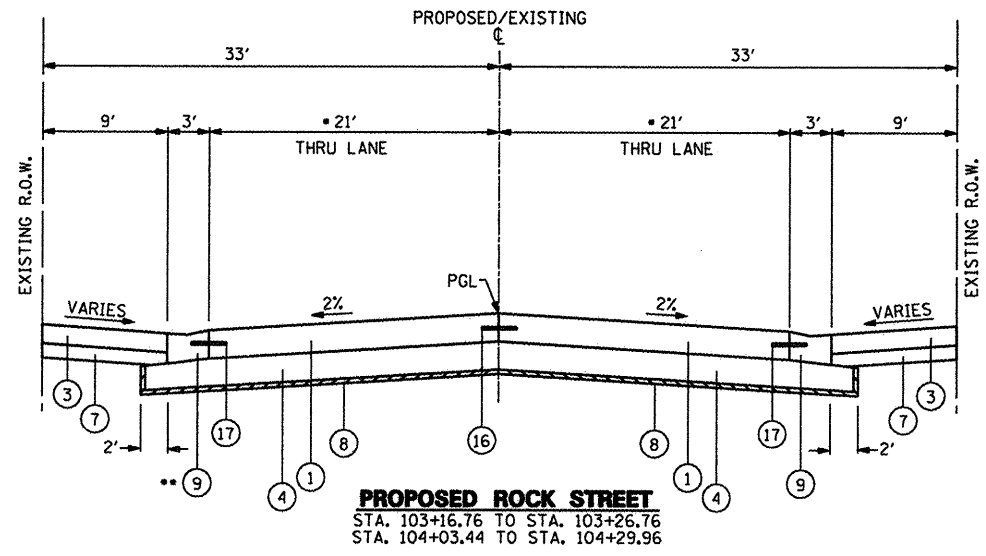 PROPOSED/EXISTING
℄
33' 33'
9' 3' • 21' • 21' 3' 9'
THRU LANE THRU LANE
EXISTING R.O.W. EXISTING R.O.W.
PGL
VARIES 2% 2% VARIES
3 7 17 16 17 7 3
2' 8 8 2'
•• 9 4 1 1 4 9
PROPOSED ROCK STREET
STA. 103+16.76 TO STA. 103+26.76
STA. 104+03.44 TO STA. 104+29.96